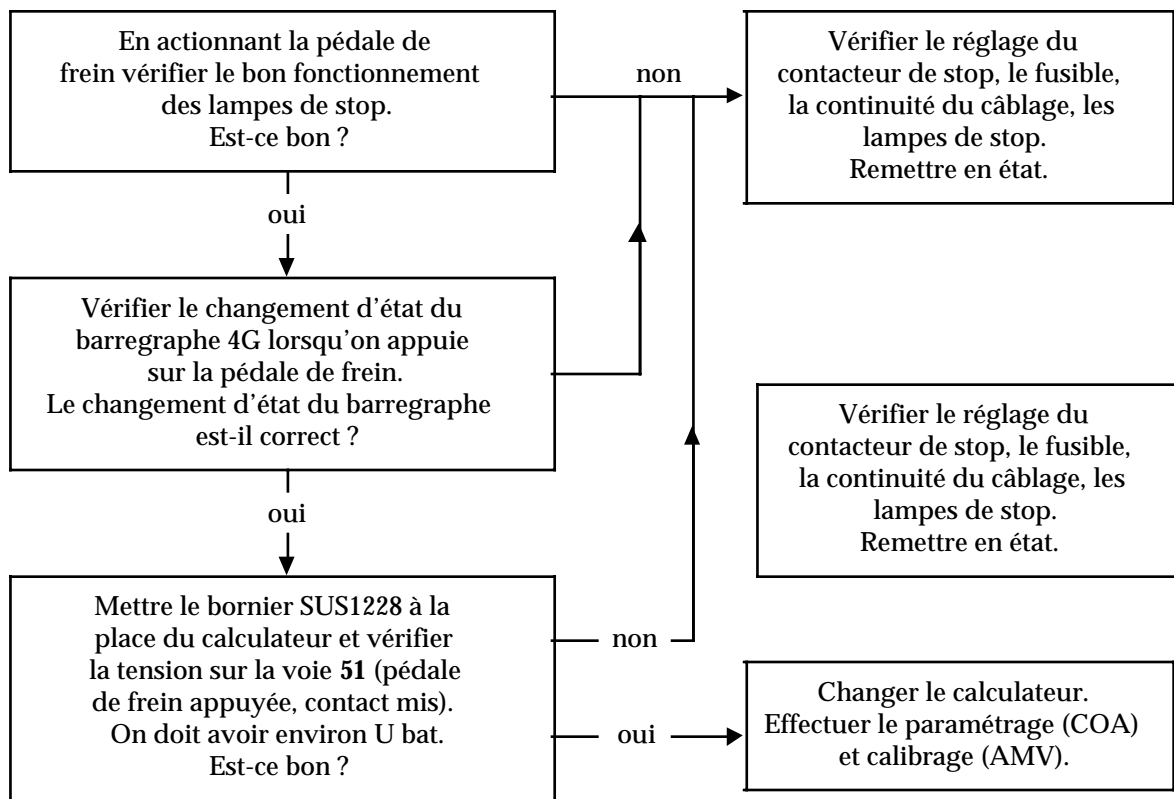 En actionnant la pédale de
frein vérifier le bon fonctionnement
des lampes de stop.
Est-ce bon ?
non
Vérifier le réglage du
contacteur de stop, le fusible,
la continuité du câblage, les
lampes de stop.
Remettre en état.
oui
Vérifier le changement d'état du
barregraphe 4G lorsqu'on appuie
sur la pédale de frein.
Le changement d'état du barregraphe
est-il correct ?
Vérifier le réglage du
contacteur de stop, le fusible,
la continuité du câblage, les
lampes de stop.
Remettre en état.
oui
Mettre le bornier SUS1228 à la
place du calculateur et vérifier
la tension sur la voie 51 (pédale
de frein appuyée, contact mis).
On doit avoir environ U bat.
Est-ce bon ?
non
oui
Changer le calculateur.
Effectuer le paramétrage (COA)
et calibrage (AMV).